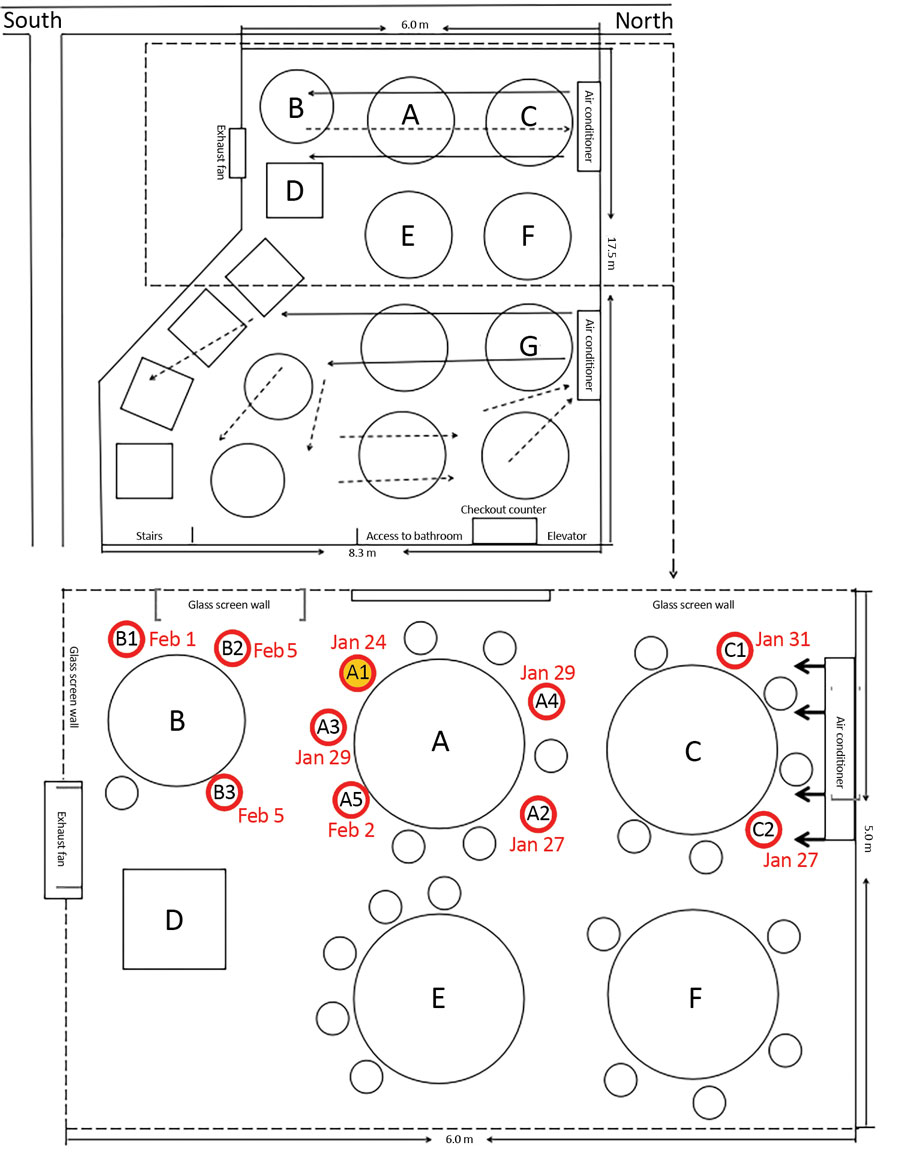 South
6.0 m
North
B
A
C
Air conditioner
Exhaust fan
D
E
F
17.5 m
G
Air conditioner
Checkout counter
Stairs
Access to bathroom
Elevator
8.3 m
Glass screen wall
Glass screen wall
B1 Feb 1
B2 Feb 5
Jan 24
A1
C1 Jan 31
Glass screen wall
Jan 29
A4
B
A3
Jan 29
A
C
Air conditioner
B3
Feb 5
A5
Feb 2
A2
Jan 27
C2
Jan 27
Exhaust fan
5.0 m
D
E
F
6.0 m